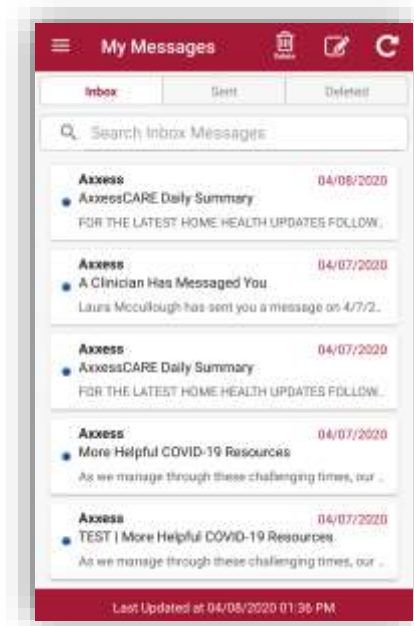 My Messages
Delete
Inbox
Sent
Deleted
Search Inbox Messages
Axxess 04/08/2020
AxxessCARE Daily Summary
FOR THE LATEST HOME HEALTH UPDATES FOLLOW..
Axxess 04/07/2020
A Clinician Has Messaged You
Laura Mccullough has sent you a message on 4/7/2..
Axxess 04/07/2020
AxxessCARE Daily Summary
FOR THE LATEST HOME HEALTH UPDATES FOLLOW..
Axxess 04/07/2020
More Helpful COVID-19 Resources
As we manage through these challenging times, our ..
Axxess 04/07/2020
TEST | More Helpful COVID-19 Resources
As we manage through these challenging times, our ..
Last Updated at 04/08/2020 01:36 PM